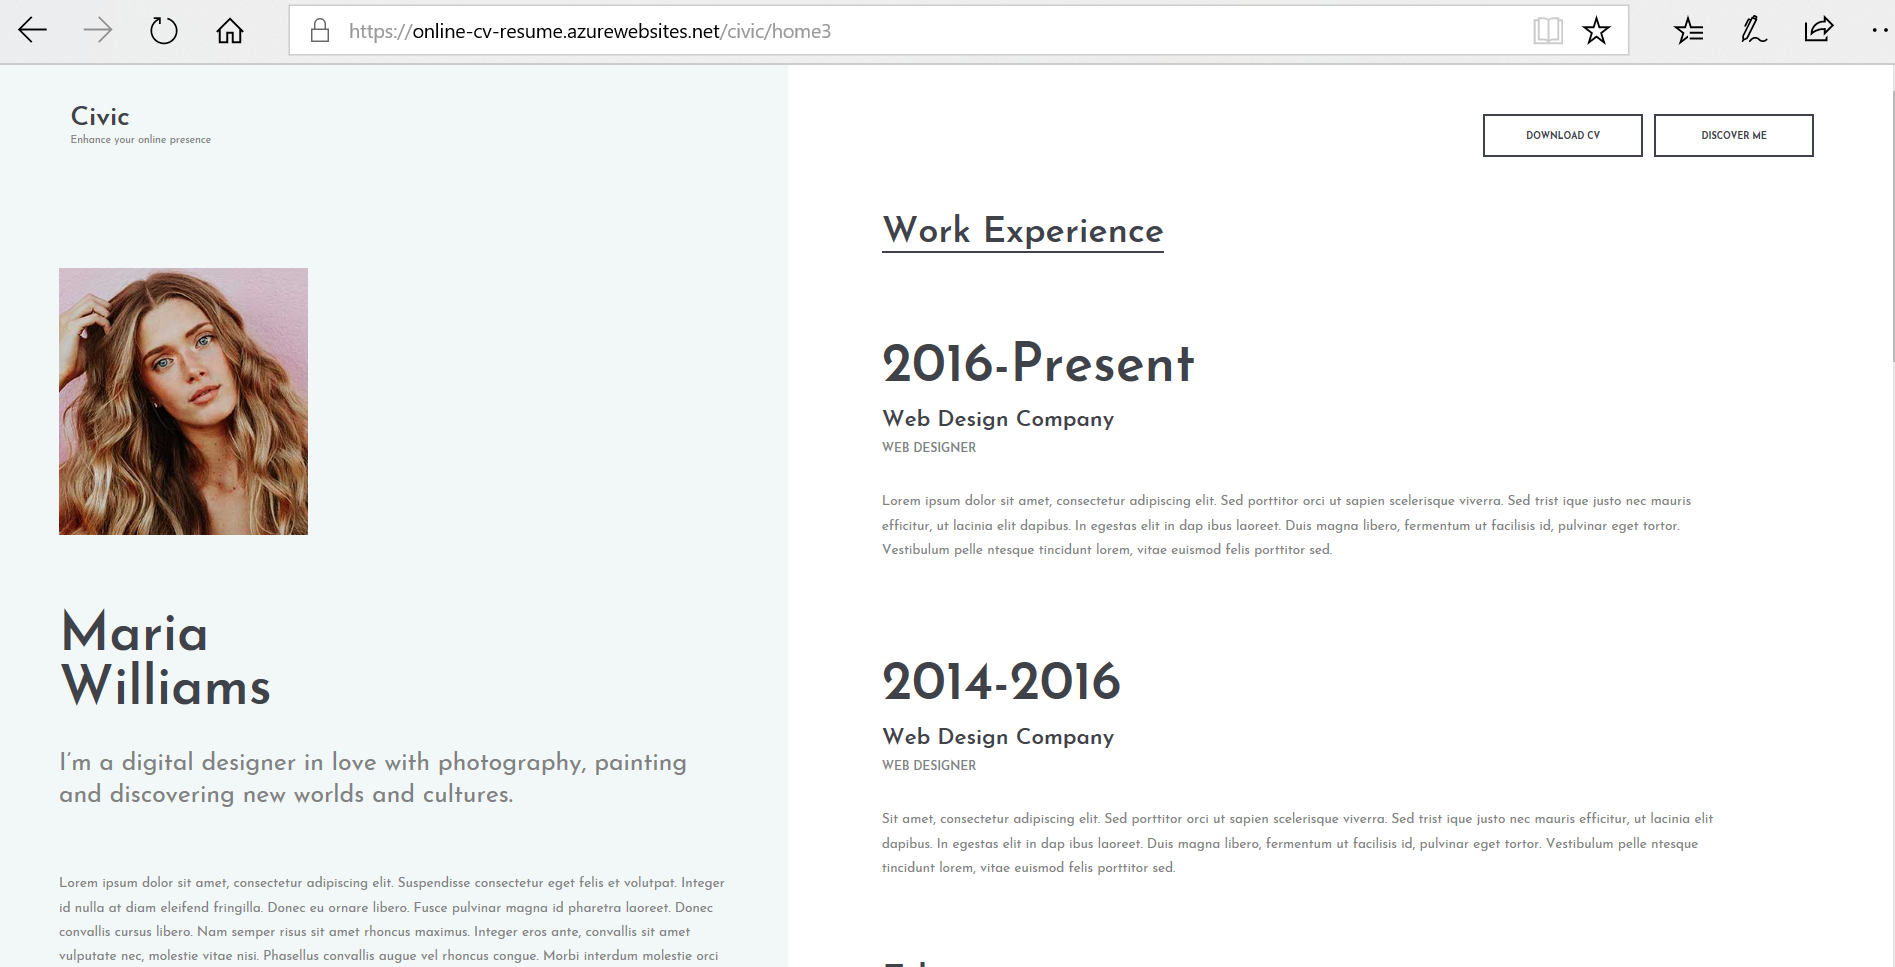 https://online-cv-resume.azurewebsites.net/civic/home3
Civic
Enhance your online presence
DOWNLOAD CV
DISCOVER ME
Maria
Williams
I'm a digital designer in love with photography, painting
and discovering new worlds and cultures.
Lorem ipsum dolor sit amet, consectetur adipiscing elit. Suspendisse consectetur eget felis et volutpat. Integer
id nulla at diam eleifend fringilla. Donec eu ornare libero. Fusce pulvinar magna id pharetra laoreet. Donec
convallis cursus libero. Nam semper risus sit amet rhoncus maximus. Integer eros ante, convallis sit amet
vulputate nec, molestie vitae nisi. Phasellus convallis augue vel rhoncus congue. Morbi interdum molestie orci
Work Experience
2016-Present
Web Design Company
WEB DESIGNER
Lorem ipsum dolor sit amet, consectetur adipiscing elit. Sed porttitor orci ut sapien scelerisque viverra. Sed trist ique justo nec mauris
efficitur, ut lacinia elit dapibus. In egestas elit in dap ibus laoreet. Duis magna libero, fermentum ut facilisis id, pulvinar eget tortor.
Vestibulum pelle ntesque tincidunt lorem, vitae euismod felis porttitor sed.
2014-2016
Web Design Company
WEB DESIGNER
Sit amet, consectetur adipiscing elit. Sed porttitor orci ut sapien scelerisque viverra. Sed trist ique justo nec mauris efficitur, ut lacinia elit
dapibus. In egestas elit in dap ibus laoreet. Duis magna libero, fermentum ut facilisis id, pulvinar eget tortor. Vestibulum pelle ntesque
tincidunt lorem, vitae euismod felis porttitor sed.